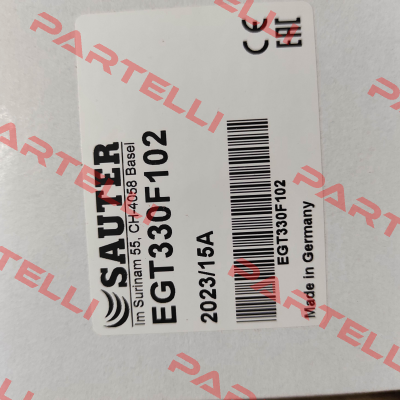 SAUTER
Im Surinam 55, CH-4058 Basel
EGT330F102
2023/15A
EGT330F102
Made in Germany
CE
EAC
PARTELLI
PARTELLI
PARTELLI
PARTELLI